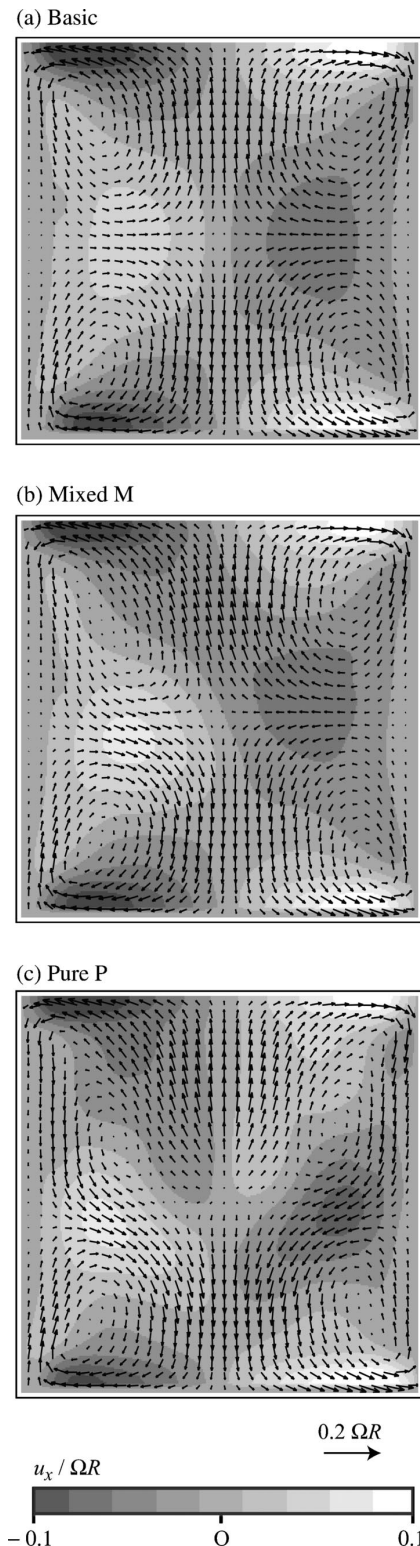 (a) Basic
(b) Mixed M
(c) Pure P
0.2 ΩR
u_x / ΩR
– 0.1 O 0.1